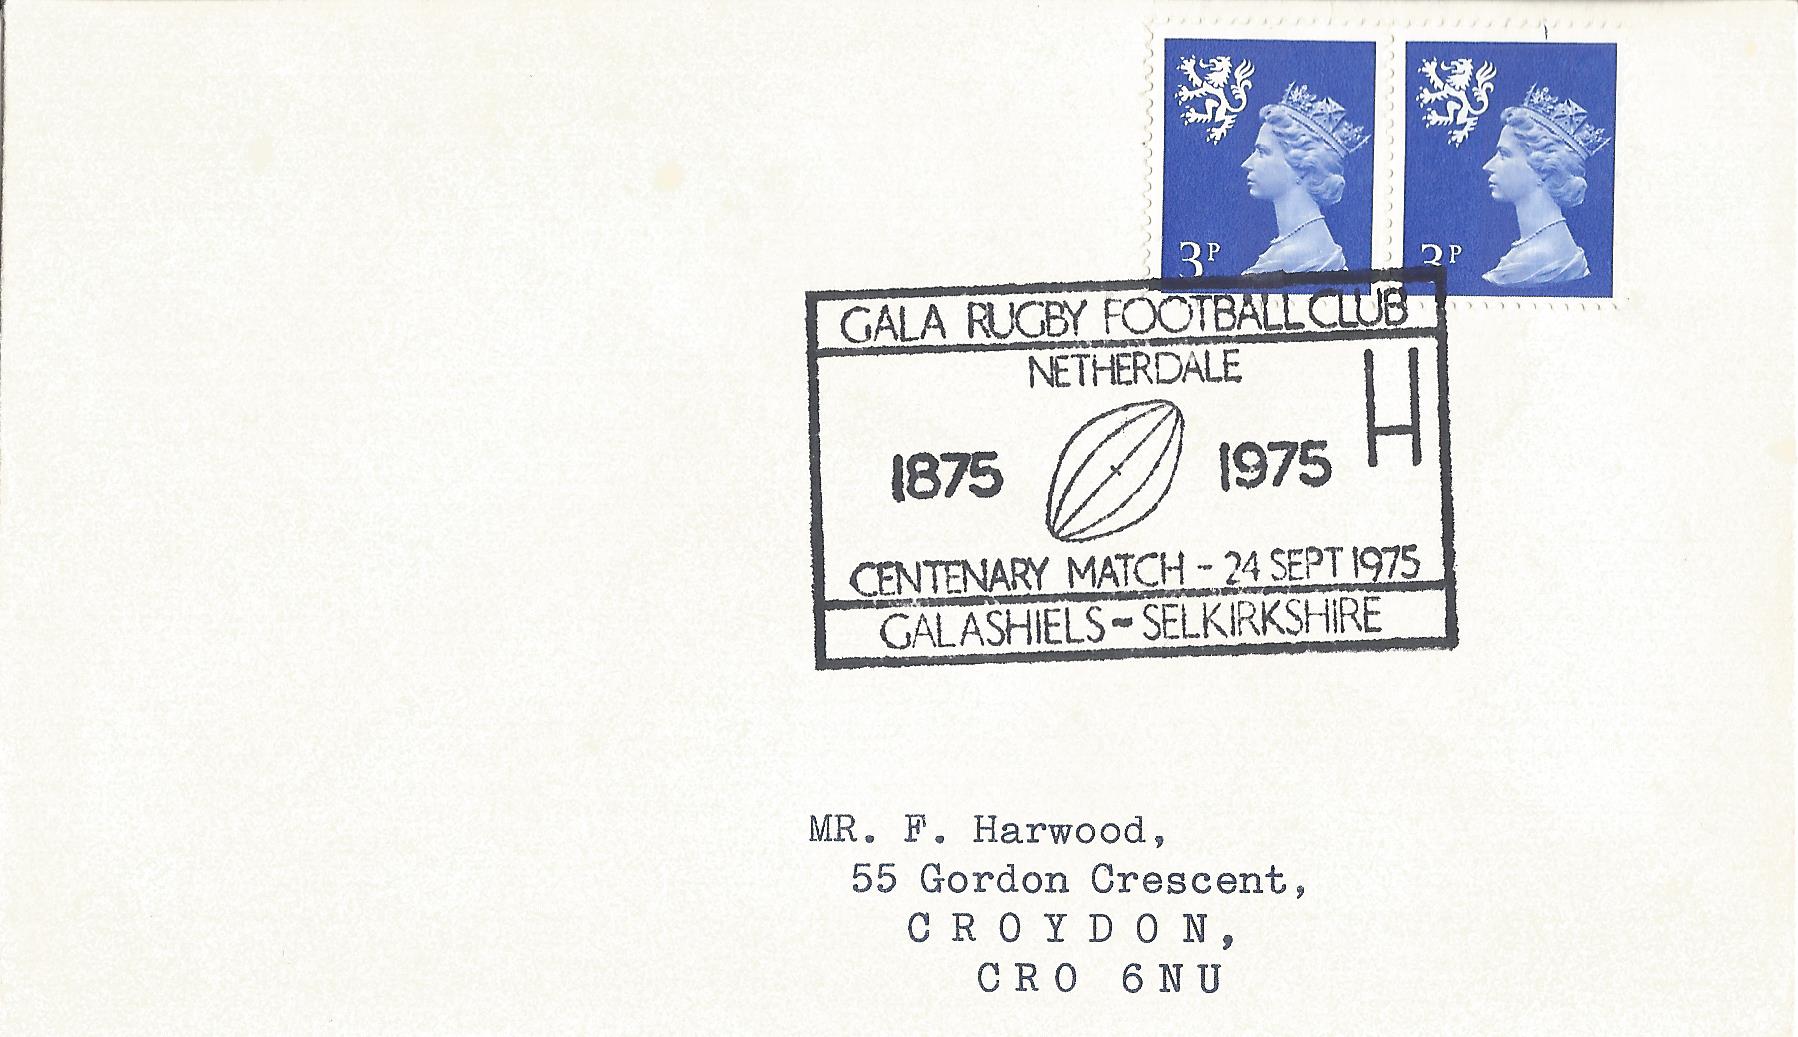 3P 3P
GALA RUGBY FOOTBALL CLUB
NETHERDALE
1875 1975
CENTENARY MATCH - 24 SEPT 1975
GALASHIELS - SELKIRKSHIRE
MR. F. Harwood,
55 Gordon Crescent,
CROYDON,
CRO 6NU